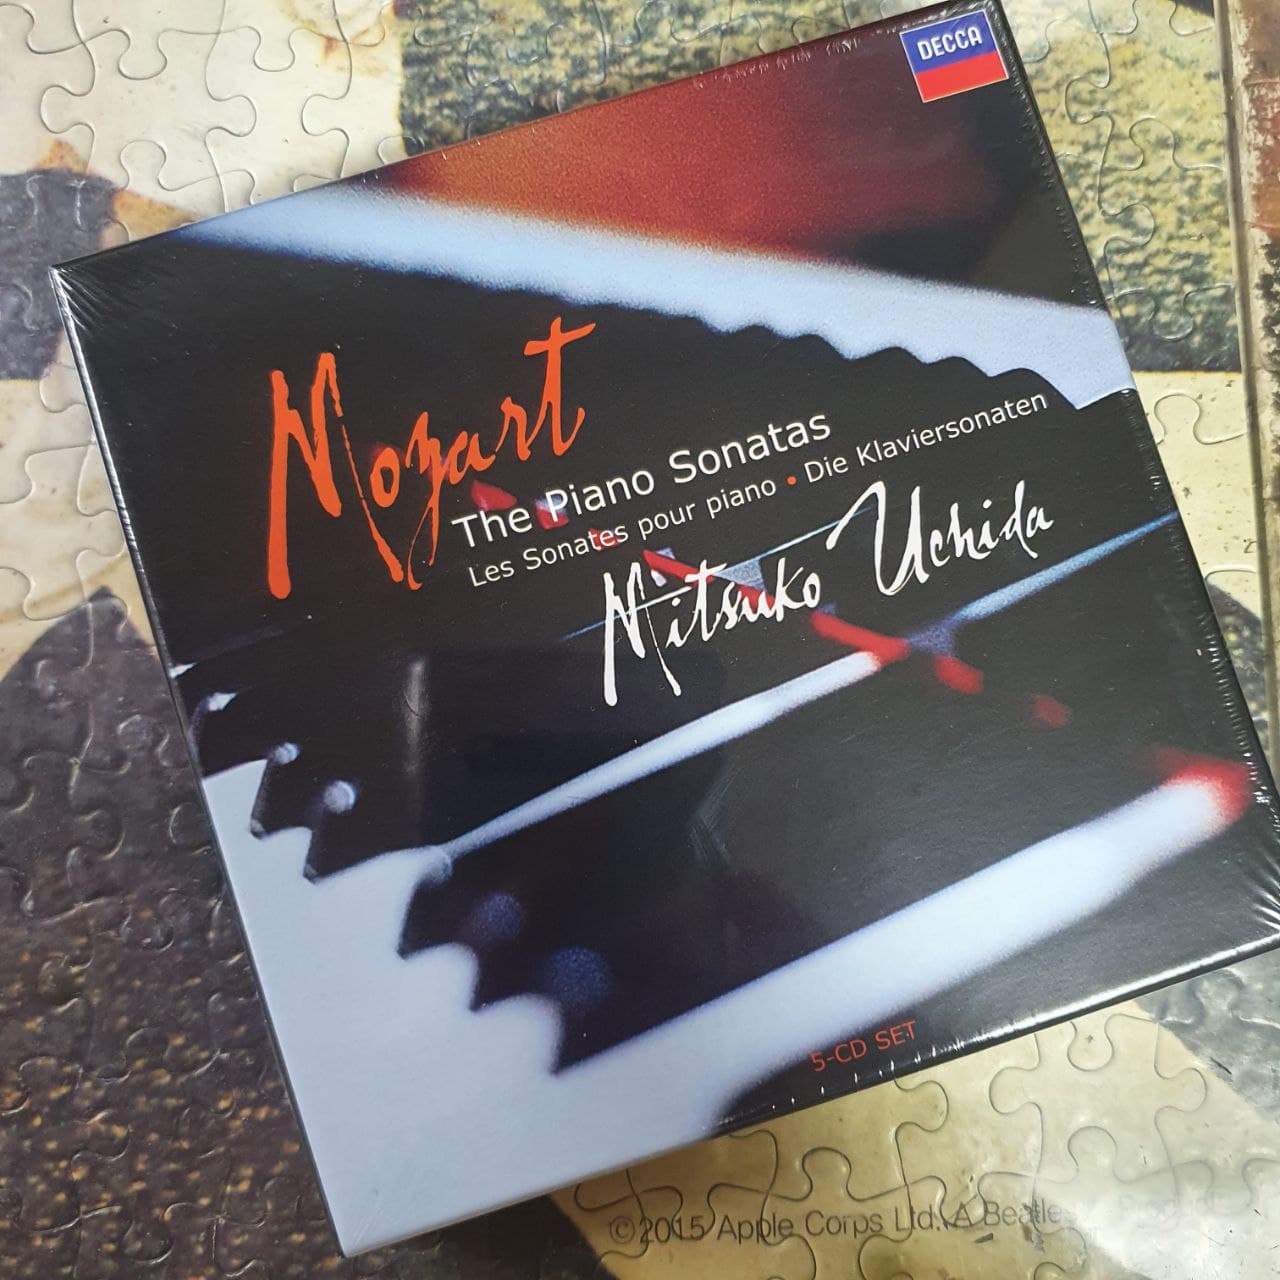 DECCA
Mozart
The Piano Sonatas
Les Sonates pour piano • Die Klaviersonaten
Mitsuko Uchida
5-CD SET
©2015 Apple Corps Ltd. A Beatles